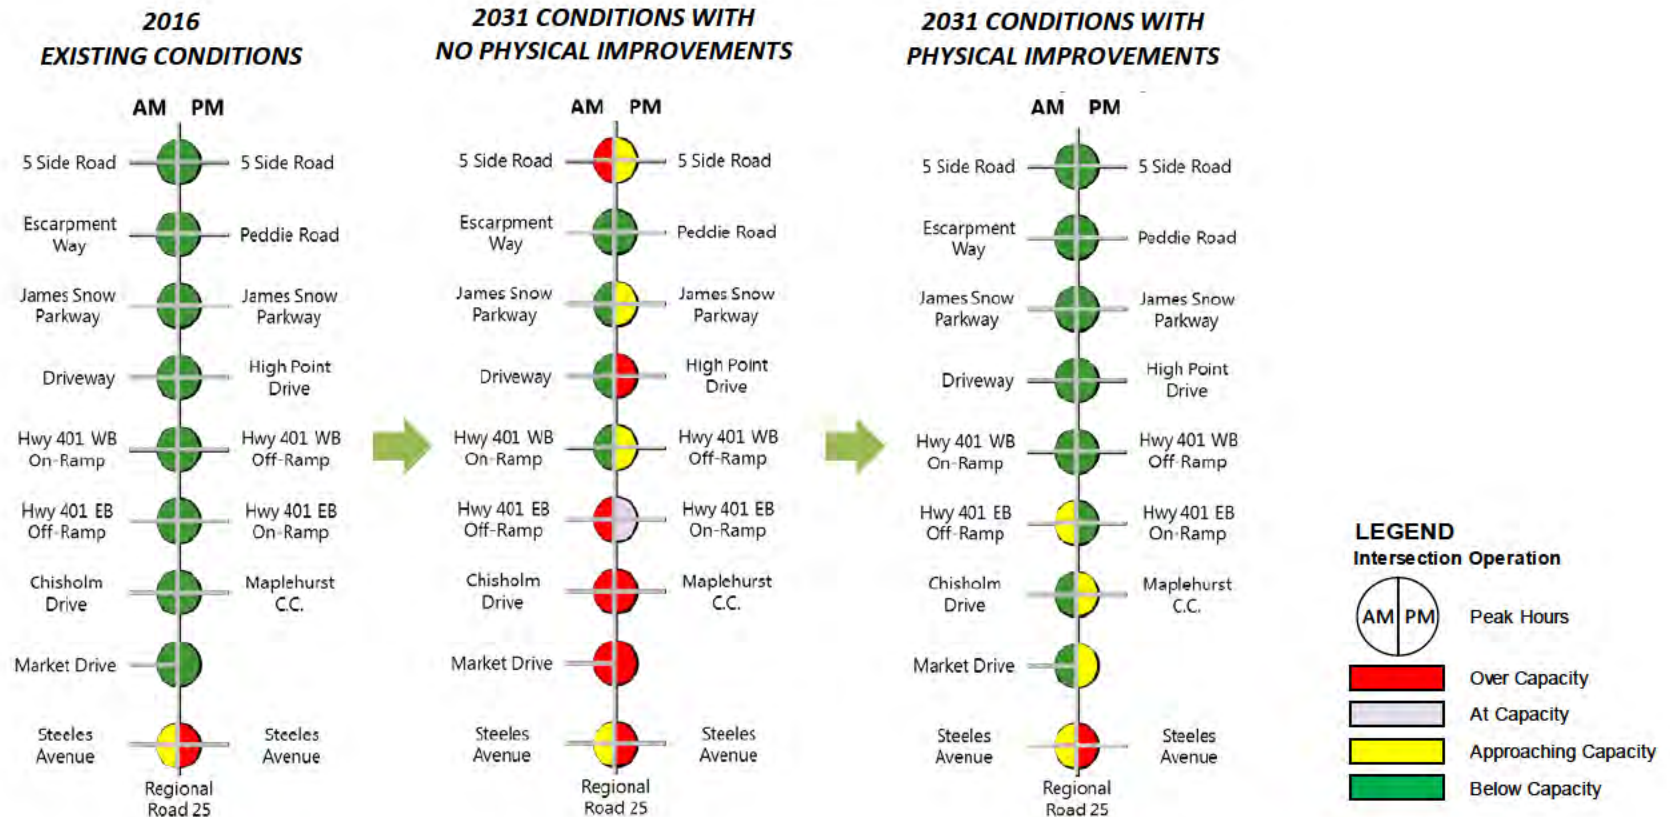 2016
EXISTING CONDITIONS
AM PM
5 Side Road
5 Side Road
Escarpment
Way
Peddie Road
James Snow
Parkway
James Snow
Parkway
Driveway
High Point
Drive
Hwy 401 WB
On-Ramp
Hwy 401 WB
Off-Ramp
Hwy 401 EB
Off-Ramp
Hwy 401 EB
On-Ramp
Chisholm
Drive
Maplehurst
C.C.
Market Drive
Steeles
Avenue
Steeles
Avenue
Regional
Road 25
2031 CONDITIONS WITH
NO PHYSICAL IMPROVEMENTS
AM PM
5 Side Road
5 Side Road
Escarpment
Way
Peddie Road
James Snow
Parkway
James Snow
Parkway
Driveway
High Point
Drive
Hwy 401 WB
On-Ramp
Hwy 401 WB
Off-Ramp
Hwy 401 EB
Off-Ramp
Hwy 401 EB
On-Ramp
Chisholm
Drive
Maplehurst
C.C.
Market Drive
Steeles
Avenue
Steeles
Avenue
Regional
Road 25
2031 CONDITIONS WITH
PHYSICAL IMPROVEMENTS
AM PM
5 Side Road
5 Side Road
Escarpment
Way
Peddie Road
James Snow
Parkway
James Snow
Parkway
Driveway
High Point
Drive
Hwy 401 WB
On-Ramp
Hwy 401 WB
Off-Ramp
Hwy 401 EB
Off-Ramp
Hwy 401 EB
On-Ramp
Chisholm
Drive
Maplehurst
C.C.
Market Drive
Steeles
Avenue
Steeles
Avenue
Regional
Road 25
LEGEND
Intersection Operation
AM PM Peak Hours
Over Capacity
At Capacity
Approaching Capacity
Below Capacity